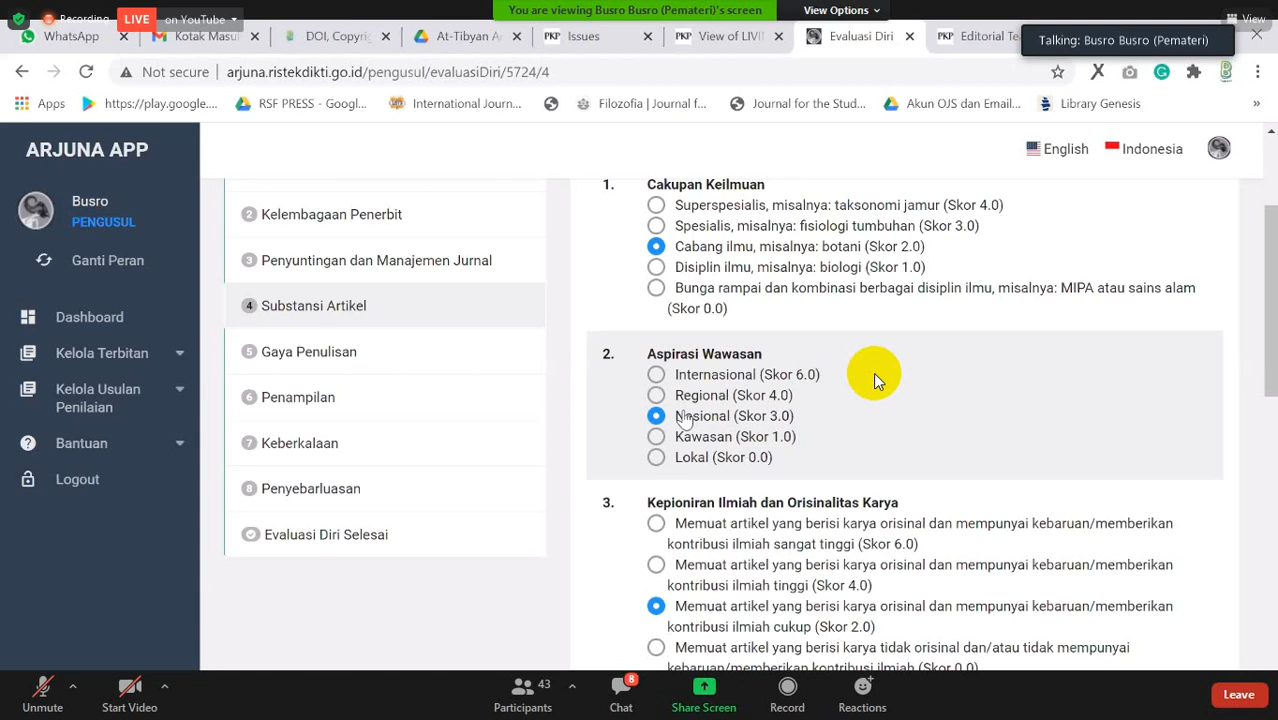 Recording
LIVE
on YouTube
You are viewing Busro Busro (Pemateri)'s screen
View Options
View
WhatsApp
Kotak Masu
DOI, Copyrig
At-Tibyan A
PKP
Issues
PKP
View of LIVI
Evaluasi Diri
PKP
Editorial Te
Talking: Busro Busro (Pemateri)
Not secure
arjuna.ristekdikti.go.id/pengusul/evaluasiDiri/5724/4
Apps
https://play.google....
RSF PRESS - Googl...
International Journ...
Filozofia | Journal f...
Journal for the Stud...
Akun OJS dan Email...
Library Genesis
»
ARJUNA APP
English
Indonesia
Busro
PENGUSUL
Ganti Peran
Dashboard
Kelola Terbitan
Kelola Usulan
Penilaian
Bantuan
Logout
2 Kelembagaan Penerbit
3 Penyuntingan dan Manajemen Jurnal
4 Substansi Artikel
5 Gaya Penulisan
6 Penampilan
7 Keberkalaan
8 Penyebarluasan
Evaluasi Diri Selesai
1. Cakupan Keilmuan
Superspesialis, misalnya: taksonomi jamur (Skor 4.0)
Spesialis, misalnya: fisiologi tumbuhan (Skor 3.0)
Cabang ilmu, misalnya: botani (Skor 2.0)
Disiplin ilmu, misalnya: biologi (Skor 1.0)
Bunga rampai dan kombinasi berbagai disiplin ilmu, misalnya: MIPA atau sains alam
(Skor 0.0)
2. Aspirasi Wawasan
Internasional (Skor 6.0)
Regional (Skor 4.0)
Nasional (Skor 3.0)
Kawasan (Skor 1.0)
Lokal (Skor 0.0)
3. Kepioniran Ilmiah dan Orisinalitas Karya
Memuat artikel yang berisi karya orisinal dan mempunyai kebaruan/memberikan
kontribusi ilmiah sangat tinggi (Skor 6.0)
Memuat artikel yang berisi karya orisinal dan mempunyai kebaruan/memberikan
kontribusi ilmiah tinggi (Skor 4.0)
Memuat artikel yang berisi karya orisinal dan mempunyai kebaruan/memberikan
kontribusi ilmiah cukup (Skor 2.0)
Memuat artikel yang berisi karya tidak orisinal dan/atau tidak mempunyai
kebaruan/memberikan kontribusi ilmiah (Skor 0.0)
Unmute
Start Video
43
Participants
8
Chat
Share Screen
Record
Reactions
Leave